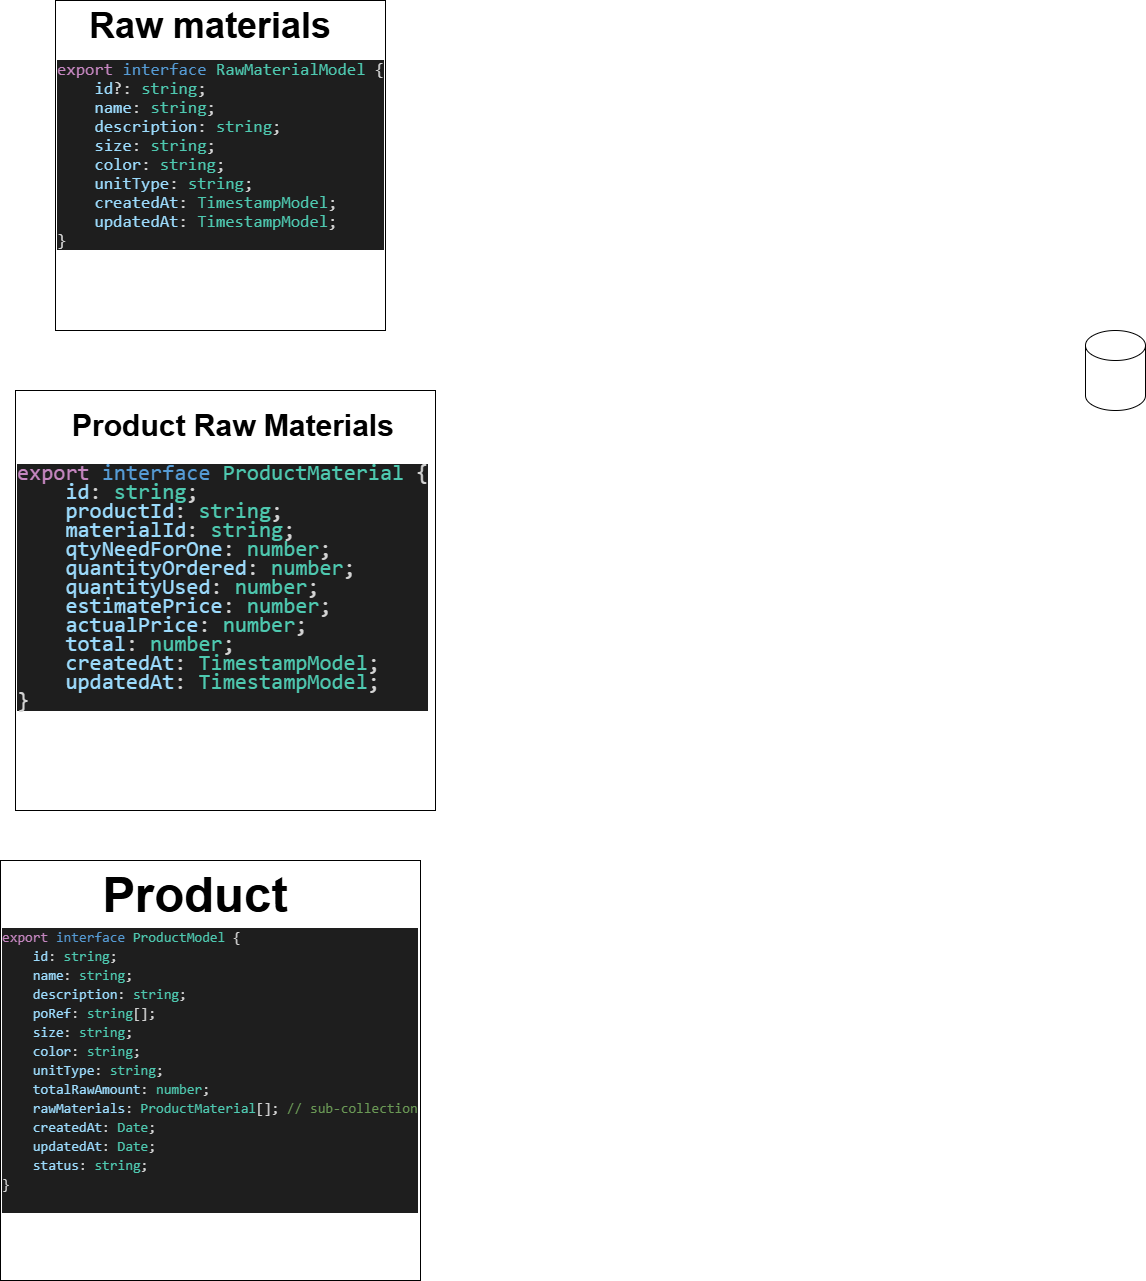 Raw materials
export interface RawMaterialModel {
id?: string;
name: string;
description: string;
size: string;
color: string;
unitType: string;
createdAt: TimestampModel;
updatedAt: TimestampModel;
}
Product Raw Materials
export interface ProductMaterial {
id: string;
productId: string;
materialId: string;
qtyNeedForOne: number;
quantityOrdered: number;
quantityUsed: number;
estimatePrice: number;
actualPrice: number;
total: number;
createdAt: TimestampModel;
updatedAt: TimestampModel;
}
Product
export interface ProductModel {
id: string;
name: string;
description: string;
poRef: string[];
size: string;
color: string;
unitType: string;
totalRawAmount: number;
rawMaterials: ProductMaterial[]; // sub-collection
createdAt: Date;
updatedAt: Date;
status: string;
}